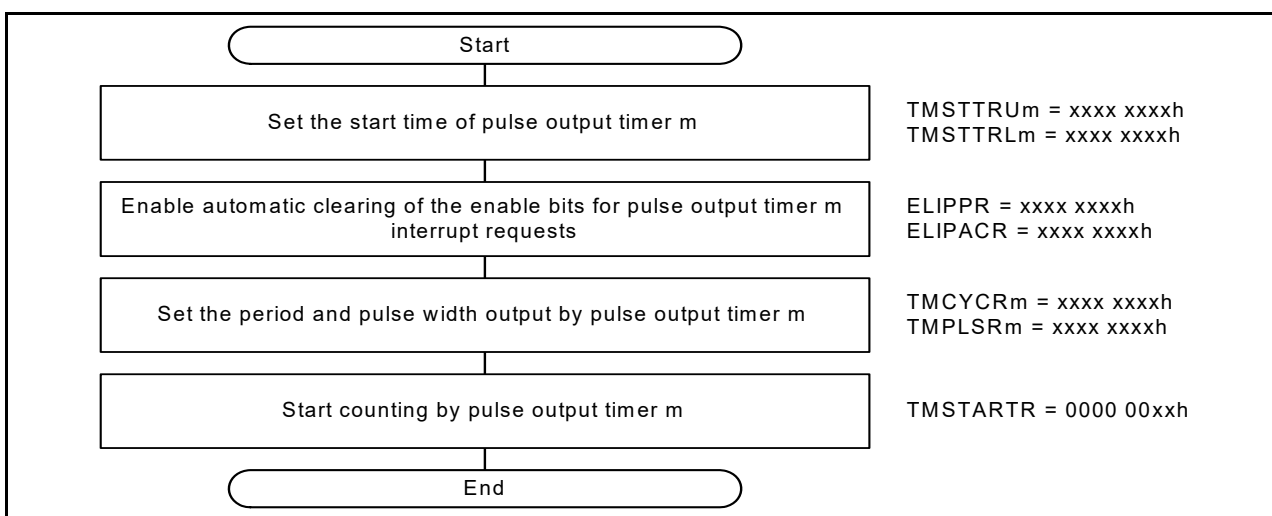 Start
Set the start time of pulse output timer m
TMSTTRUm = xxxx xxxxh
TMSTTRLm = xxxx xxxxh
Enable automatic clearing of the enable bits for pulse output timer m
interrupt requests
ELIPPR = xxxx xxxxh
ELIPACR = xxxx xxxxh
Set the period and pulse width output by pulse output timer m
TMCYCRm = xxxx xxxxh
TMPLSRm = xxxx xxxxh
Start counting by pulse output timer m
TMSTARTR = 0000 00xxh
End